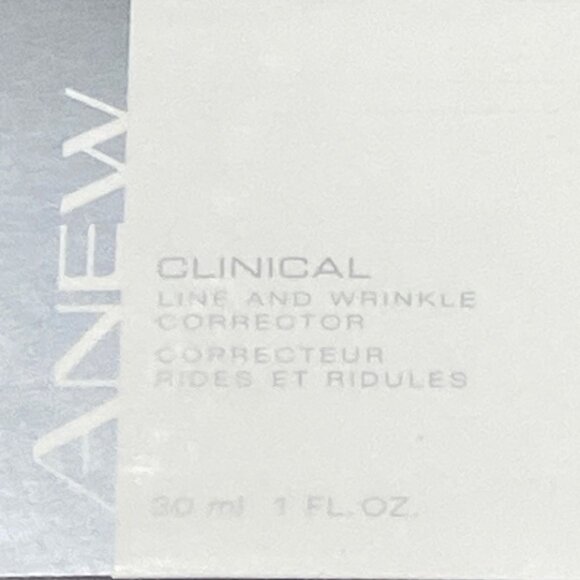 ANEW
CLINICAL
LINE AND WRINKLE
CORRECTOR
CORRECTEUR
RIDES ET RIDULES
30 ml 1 FL. OZ.